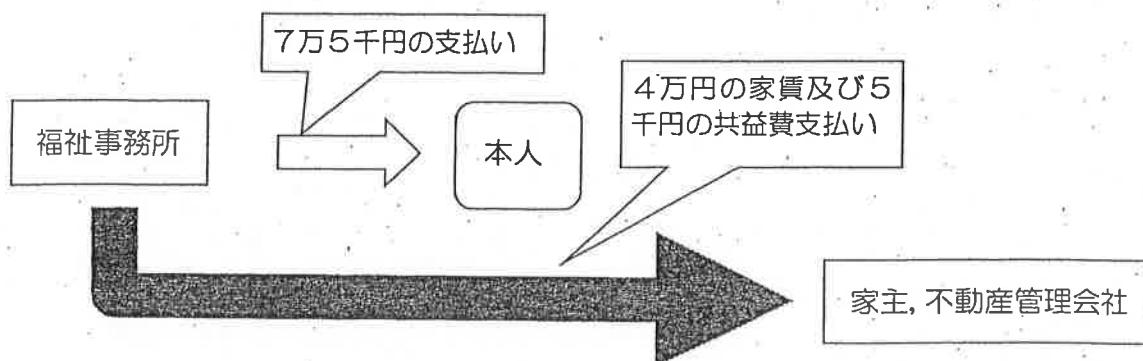 7万5千円の支払い
4万円の家賃及び5
千円の共益費支払い
福祉事務所
本人
家主,不動産管理会社